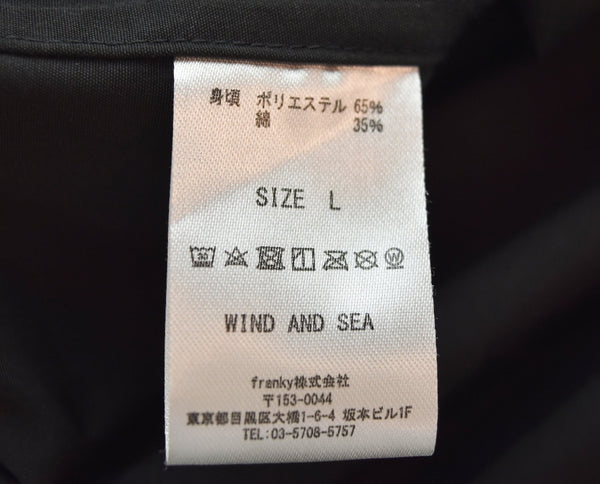 身頃 ポリエステル 65%
綿 35%
SIZE L
30 W
WIND AND SEA
franky株式会社
〒153-0044
東京都目黒区大橋1-6-4 坂本ビル1F
TEL:03-5708-5757